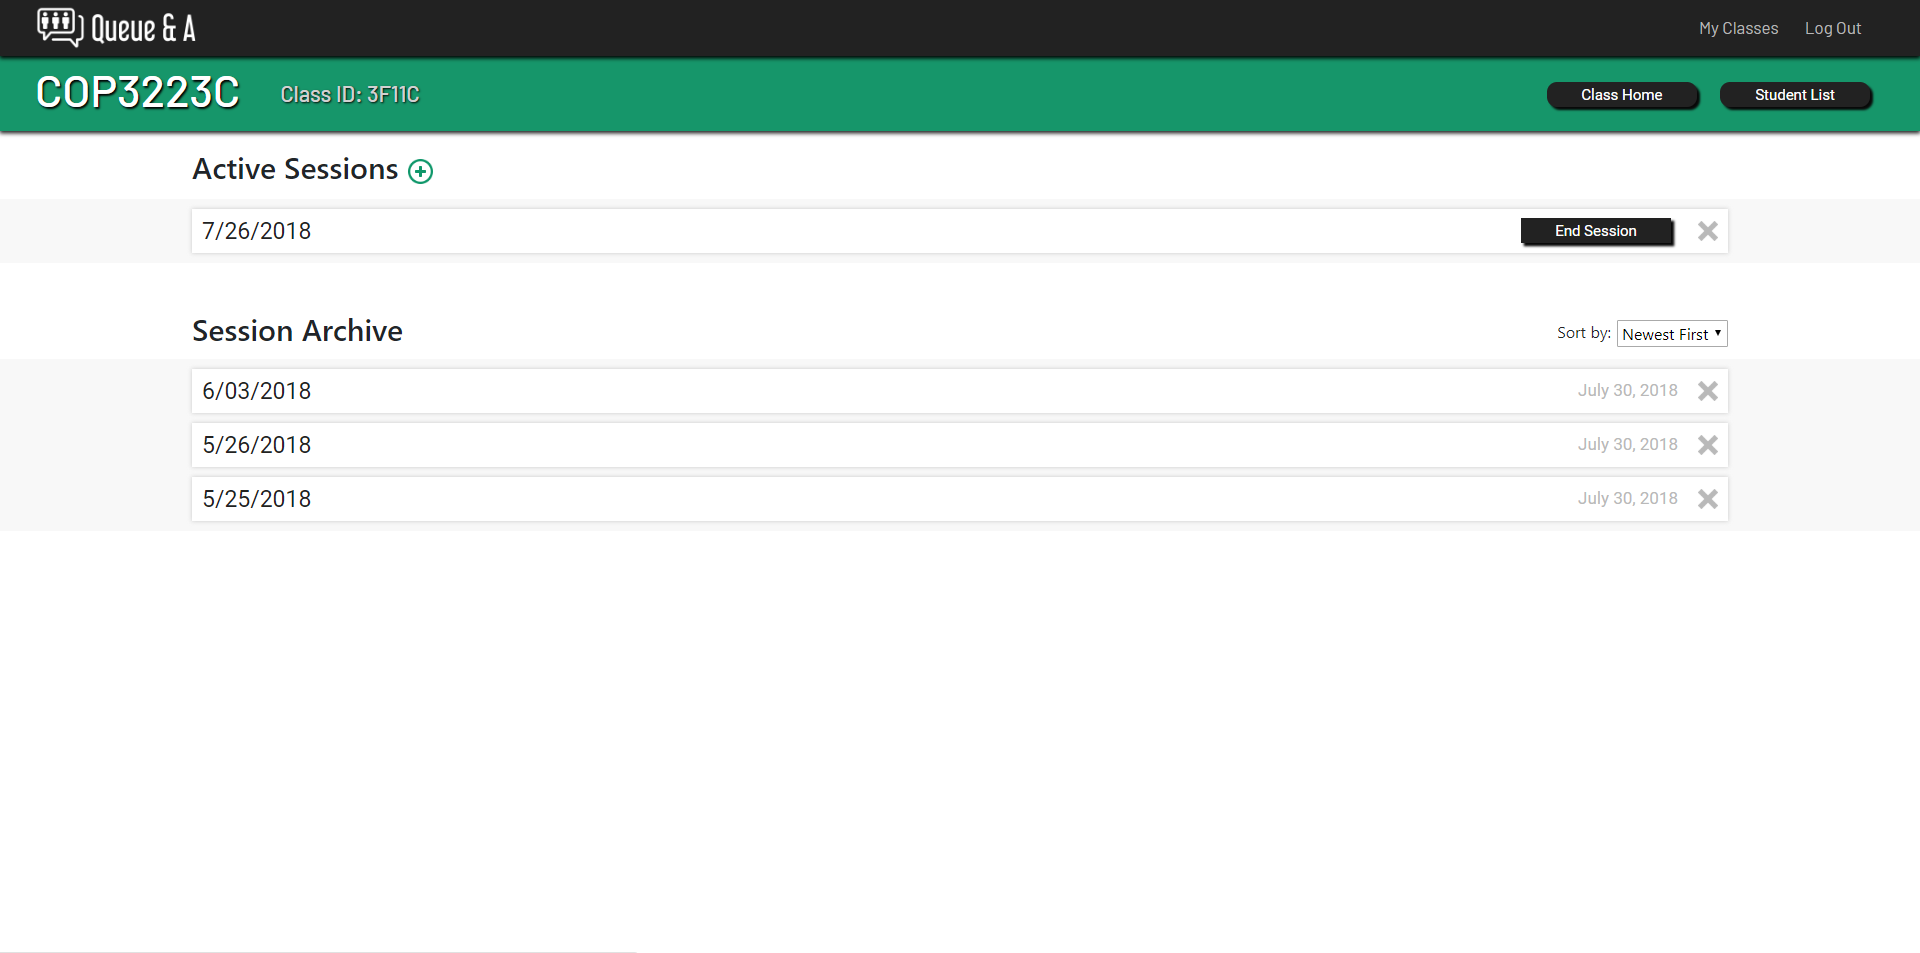 Queue & A
My Classes
Log Out
COP3223C
Class ID: 3F11C
Class Home
Student List
Active Sessions
7/26/2018
End Session
Session Archive
Sort by: Newest First
6/03/2018
July 30, 2018
5/26/2018
July 30, 2018
5/25/2018
July 30, 2018